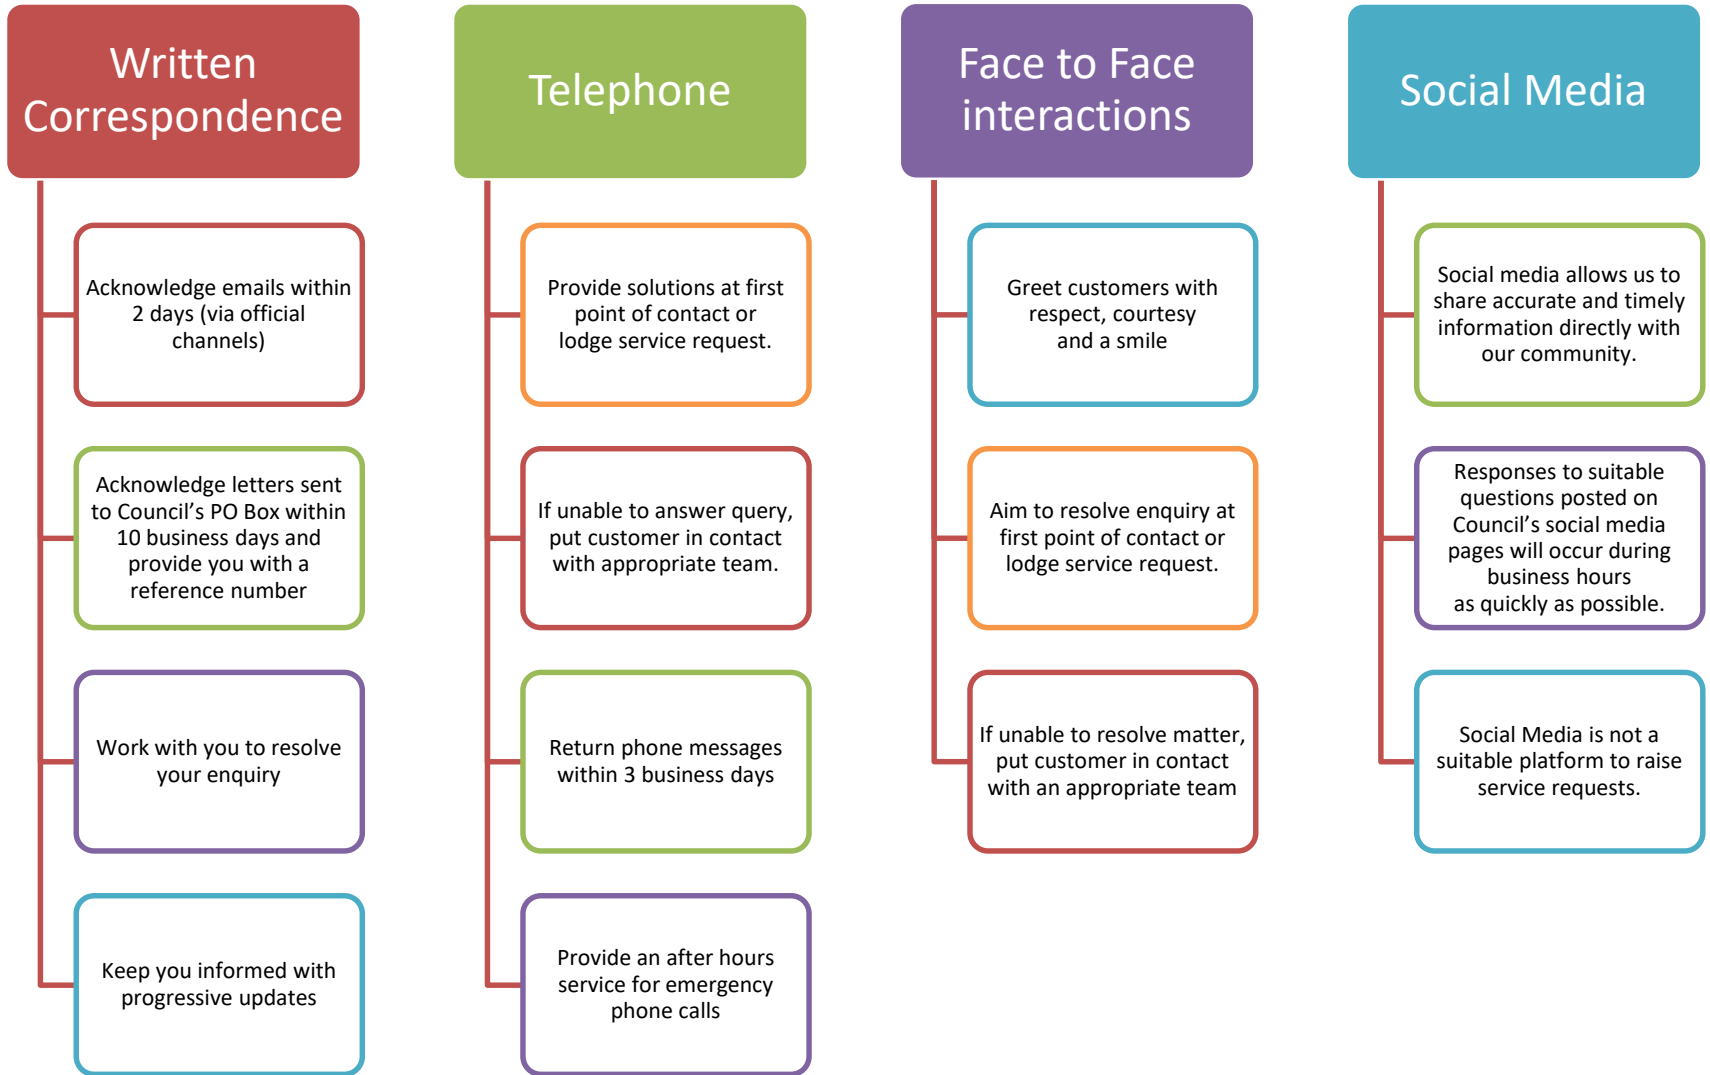 Written
Correspondence
Acknowledge emails within
2 days (via official
channels)
Acknowledge letters sent
to Council’s PO Box within
10 business days and
provide you with a
reference number
Work with you to resolve
your enquiry
Keep you informed with
progressive updates
Telephone
Provide solutions at first
point of contact or
lodge service request.
If unable to answer query,
put customer in contact
with appropriate team.
Return phone messages
within 3 business days
Provide an after hours
service for emergency
phone calls
Face to Face
interactions
Greet customers with
respect, courtesy
and a smile
Aim to resolve enquiry at
first point of contact or
lodge service request.
If unable to resolve matter,
put customer in contact
with an appropriate team
Social Media
Social media allows us to
share accurate and timely
information directly with
our community.
Responses to suitable
questions posted on
Council’s social media
pages will occur during
business hours
as quickly as possible.
Social Media is not a
suitable platform to raise
service requests.